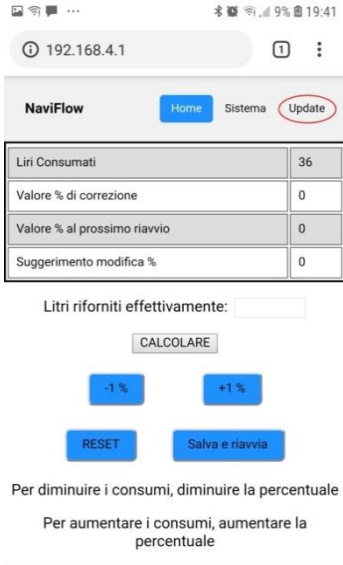 9% 19:41
192.168.4.1 1
NaviFlow Home Sistema Update
Liri Consumati 36
Valore % di correzione 0
Valore % al prossimo riavvio 0
Suggerimento modifica % 0
Litri riforniti effettivamente:
CALCOLARE
-1 % +1 %
RESET Salva e riavvia
Per diminuire i consumi, diminuire la percentuale
Per aumentare i consumi, aumentare la
percentuale